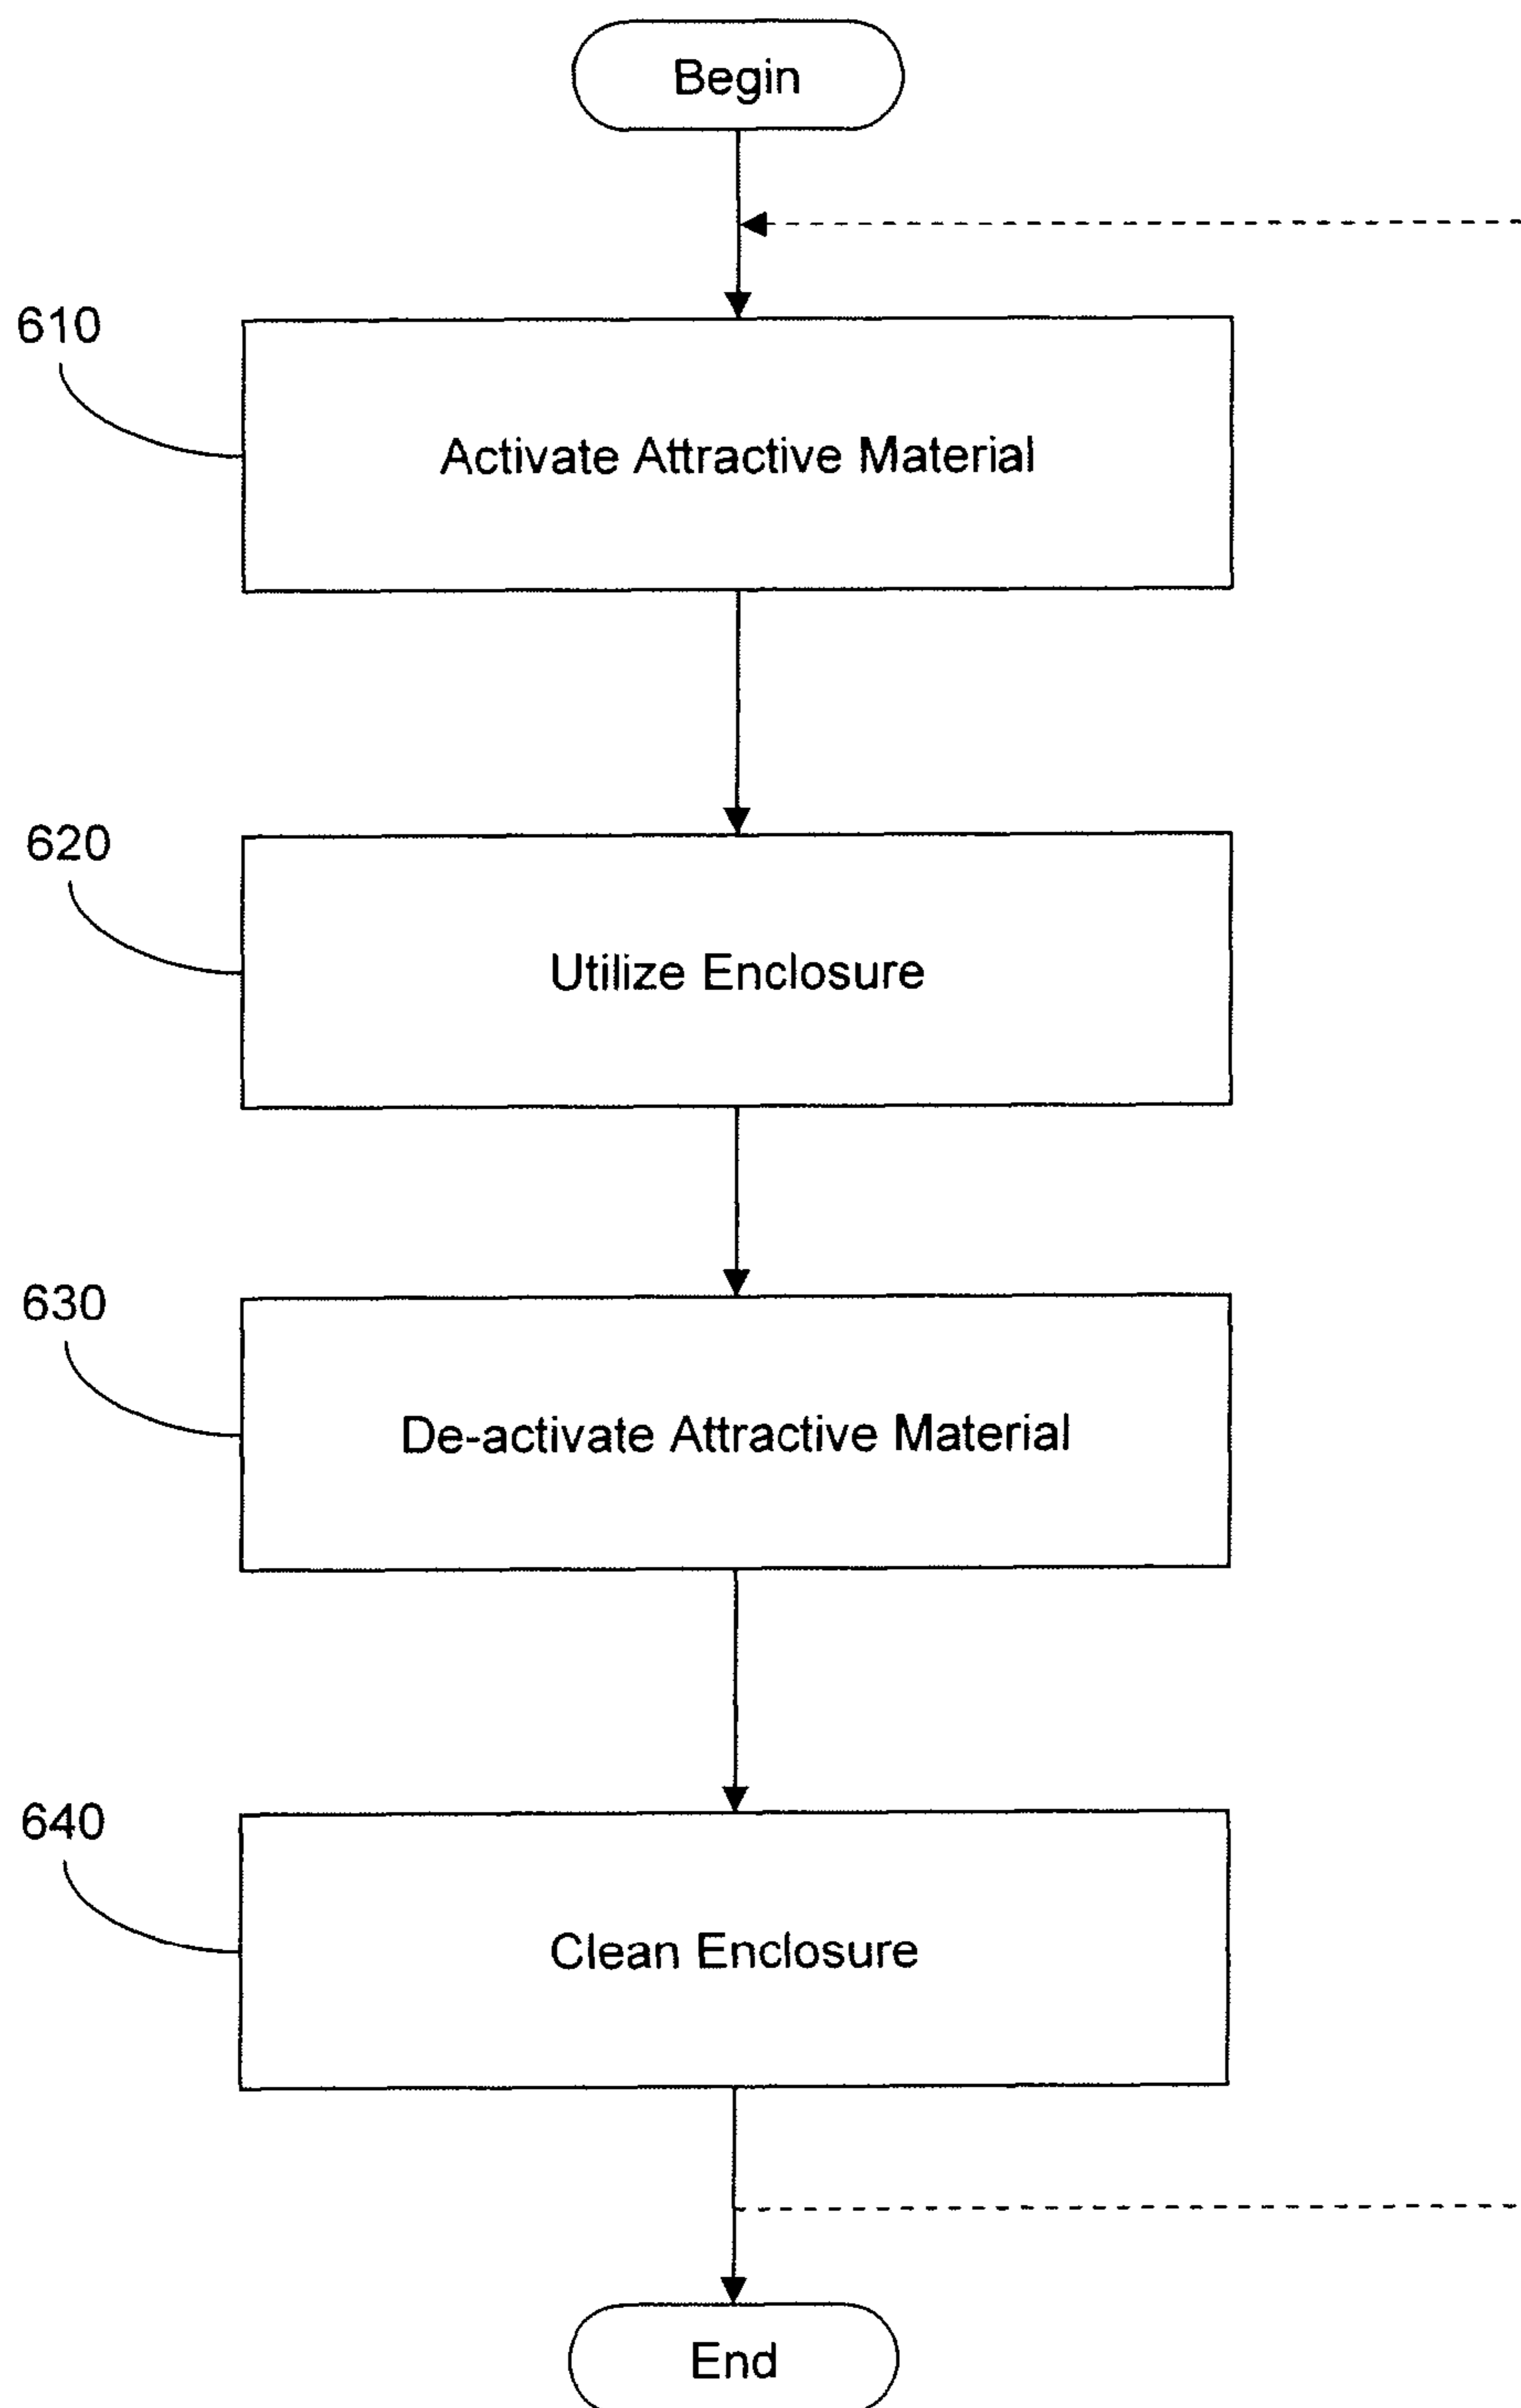 Begin
610
Activate Attractive Material
620
Utilize Enclosure
630
De-activate Attractive Material
640
Clean Enclosure
End